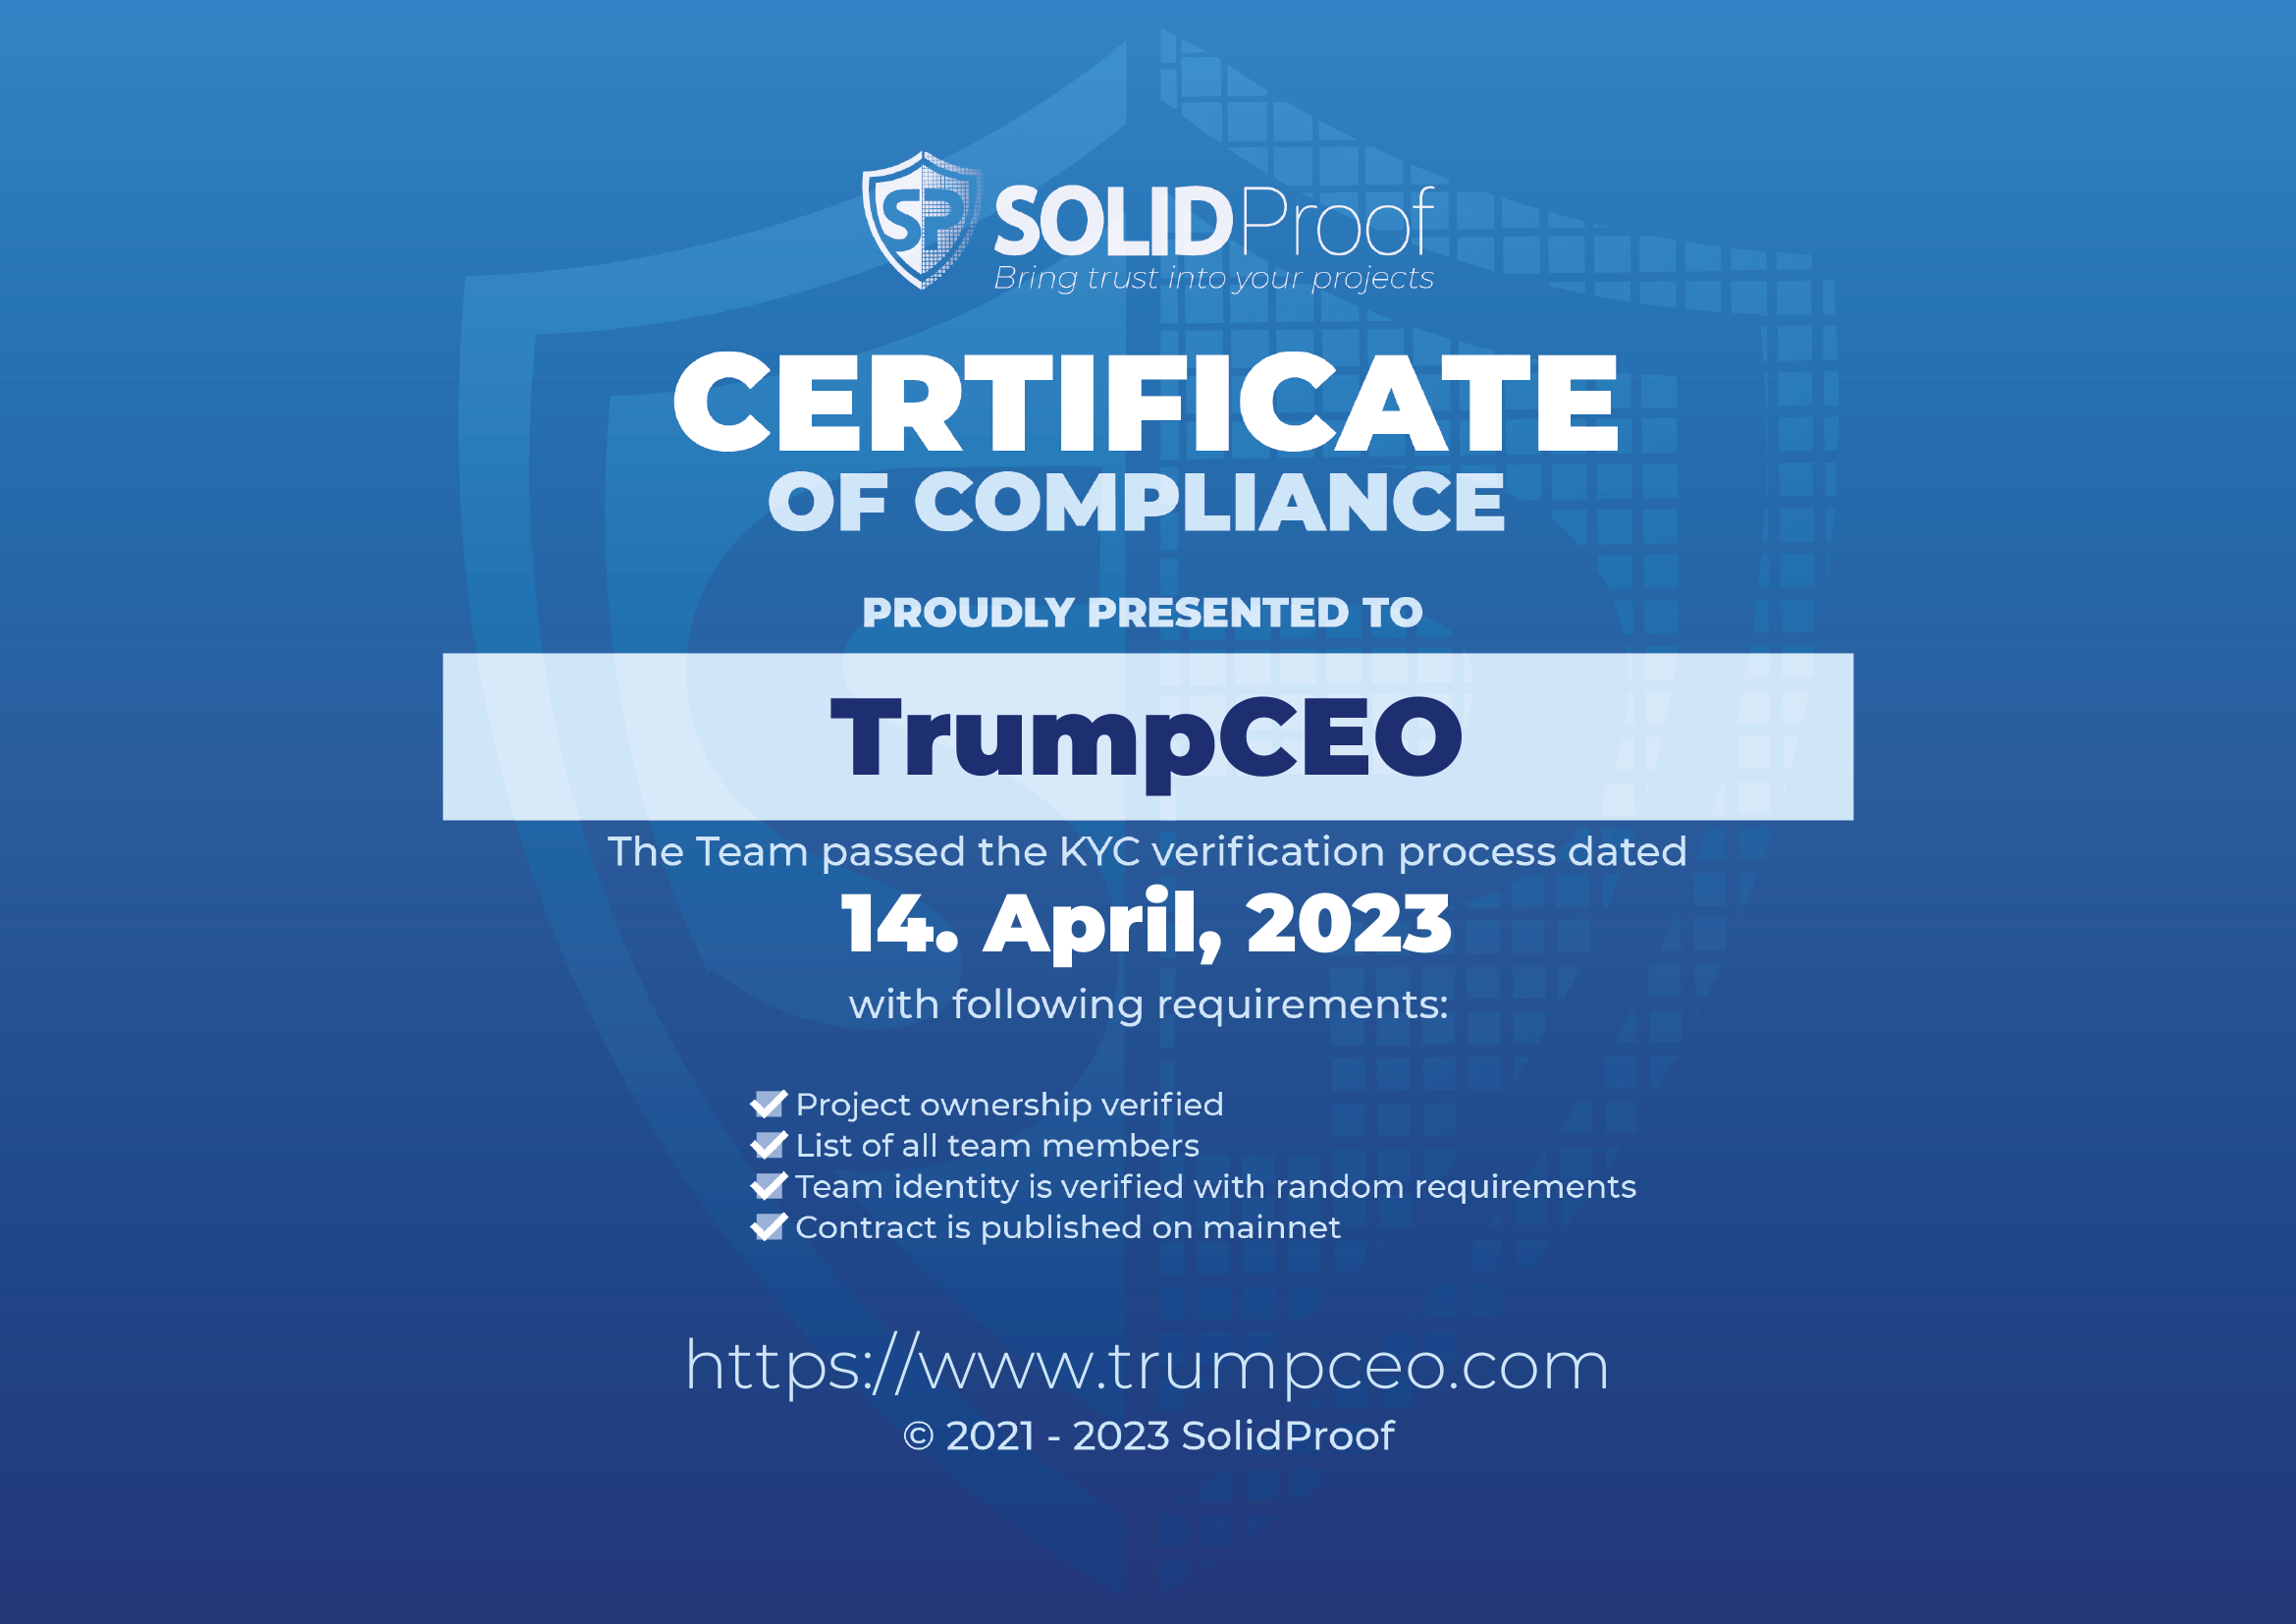 SP SOLIDProof
Bring trust into your projects
CERTIFICATE
OF COMPLIANCE
PROUDLY PRESENTED TO
TrumpCEO
The Team passed the KYC verification process dated
14. April, 2023
with following requirements:
Project ownership verified
List of all team members
Team identity is verified with random requirements
Contract is published on mainnet
https://www.trumpceo.com
© 2021 - 2023 SolidProof